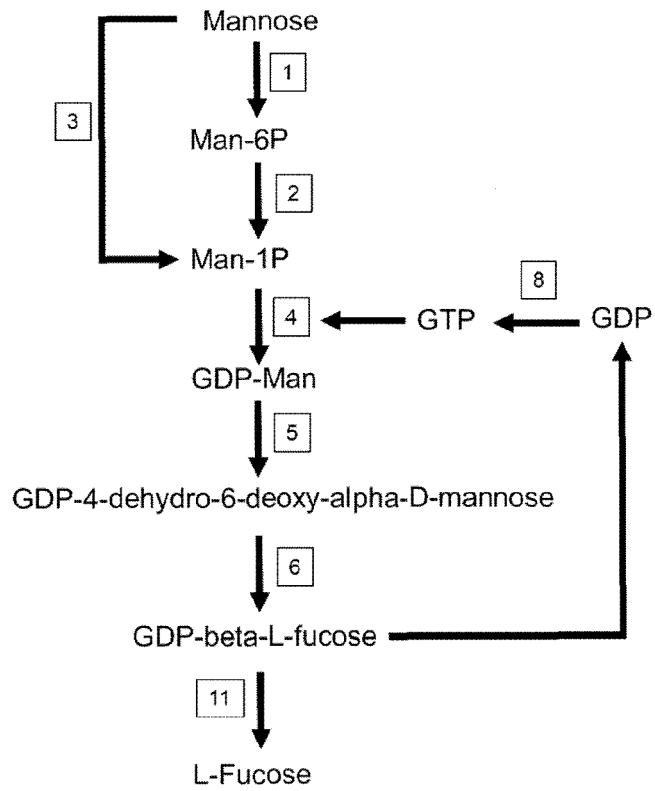 Mannose
1
3
Man-6P
2
Man-1P
8
4
GTP
GDP
GDP-Man
5
GDP-4-dehydro-6-deoxy-alpha-D-mannose
6
GDP-beta-L-fucose
11
L-Fucose